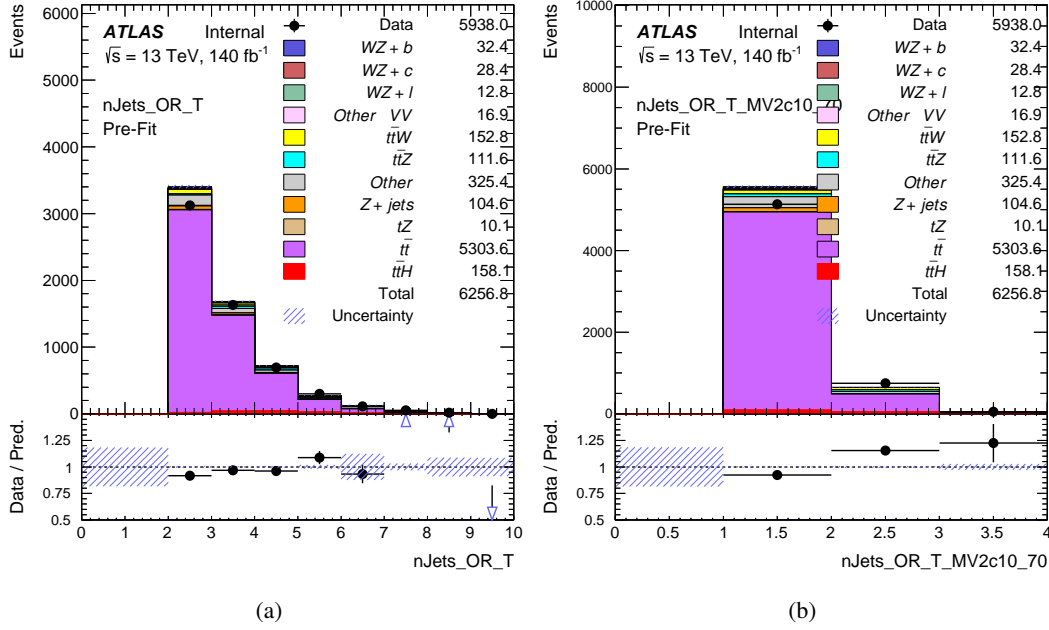 Events
ATLAS Internal
√s = 13 TeV, 140 fb⁻¹
nJets_OR_T
Pre-Fit
Data 5938.0
WZ + b 32.4
WZ + c 28.4
WZ + l 12.8
Other VV 16.9
tt̄W 152.8
tt̄Z 111.6
Other 325.4
Z + jets 104.6
tZ 10.1
tt̄ 5303.6
tt̄H 158.1
Total 6256.8
Uncertainty
6000
5000
4000
3000
2000
1000
0
Data / Pred.
1.25
1
0.75
0.5
0 1 2 3 4 5 6 7 8 9 10
nJets_OR_T
(a)
Events
ATLAS Internal
√s = 13 TeV, 140 fb⁻¹
nJets_OR_T_MV2c10_70
Pre-Fit
Data 5938.0
WZ + b 32.4
WZ + c 28.4
WZ + l 12.8
Other VV 16.9
tt̄W 152.8
tt̄Z 111.6
Other 325.4
Z + jets 104.6
tZ 10.1
tt̄ 5303.6
tt̄H 158.1
Total 6256.8
Uncertainty
10000
8000
6000
4000
2000
0
Data / Pred.
1.25
1
0.75
0.5
0 0.5 1 1.5 2 2.5 3 3.5 4
nJets_OR_T_MV2c10_70
(b)